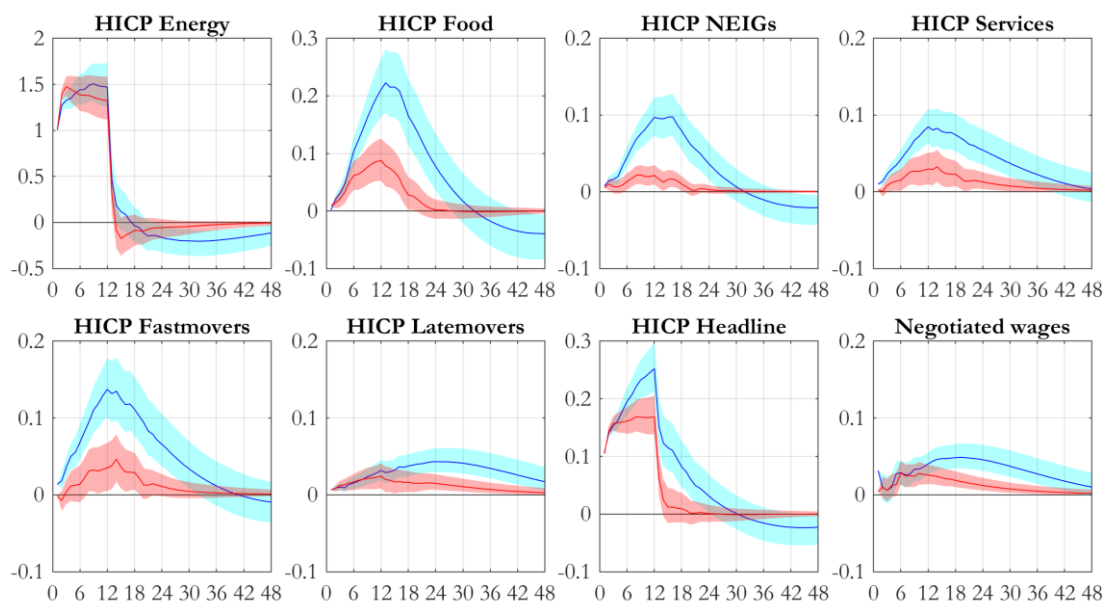 HICP Energy HICP Food HICP NEIGs HICP Services
2 0.3 0.2 0.2
1.5 0.2
1 0.1 0.1 0.1
0.5
0 0 0 0
-0.5 -0.1 -0.1 -0.1
0 6 12 18 24 30 36 42 48 0 6 12 18 24 30 36 42 48 0 6 12 18 24 30 36 42 48 0 6 12 18 24 30 36 42 48
HICP Fastmovers HICP Latemovers HICP Headline Negotiated wages
0.2 0.2 0.3 0.2
0.2
0.1 0.1 0.1 0.1
0 0 0 0
-0.1 -0.1 -0.1 -0.1
0 6 12 18 24 30 36 42 48 0 6 12 18 24 30 36 42 48 0 6 12 18 24 30 36 42 48 0 6 12 18 24 30 36 42 48